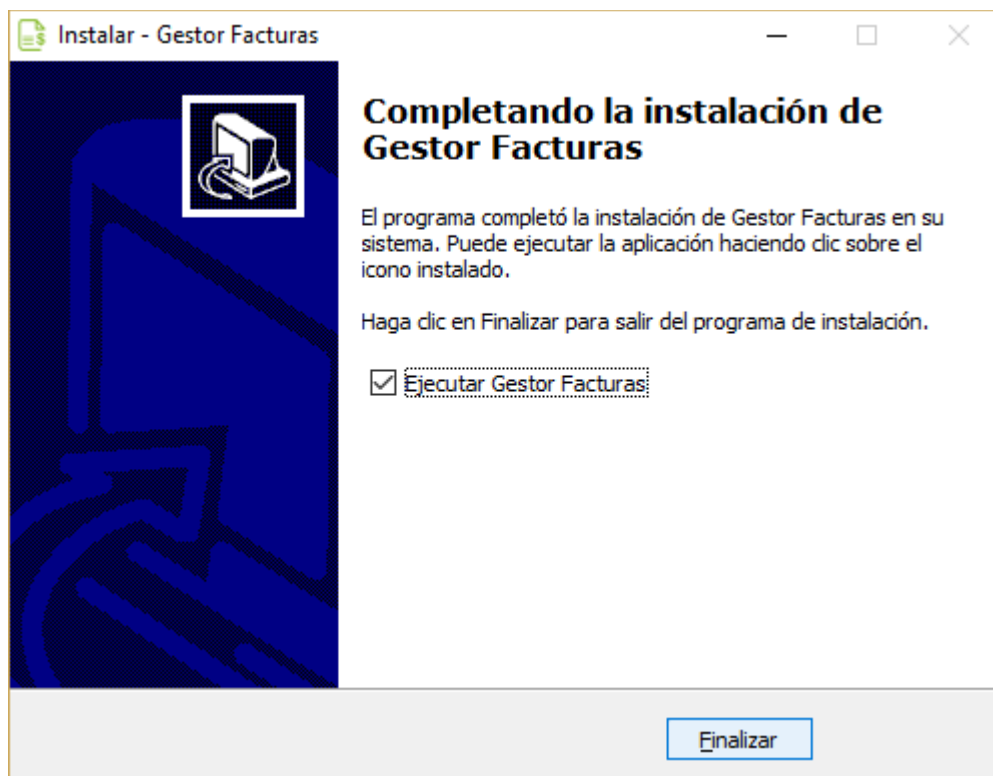 Instalar - Gestor Facturas
Completando la instalación de
Gestor Facturas
El programa completó la instalación de Gestor Facturas en su
sistema. Puede ejecutar la aplicación haciendo clic sobre el
icono instalado.
Haga clic en Finalizar para salir del programa de instalación.
Ejecutar Gestor Facturas
Finalizar